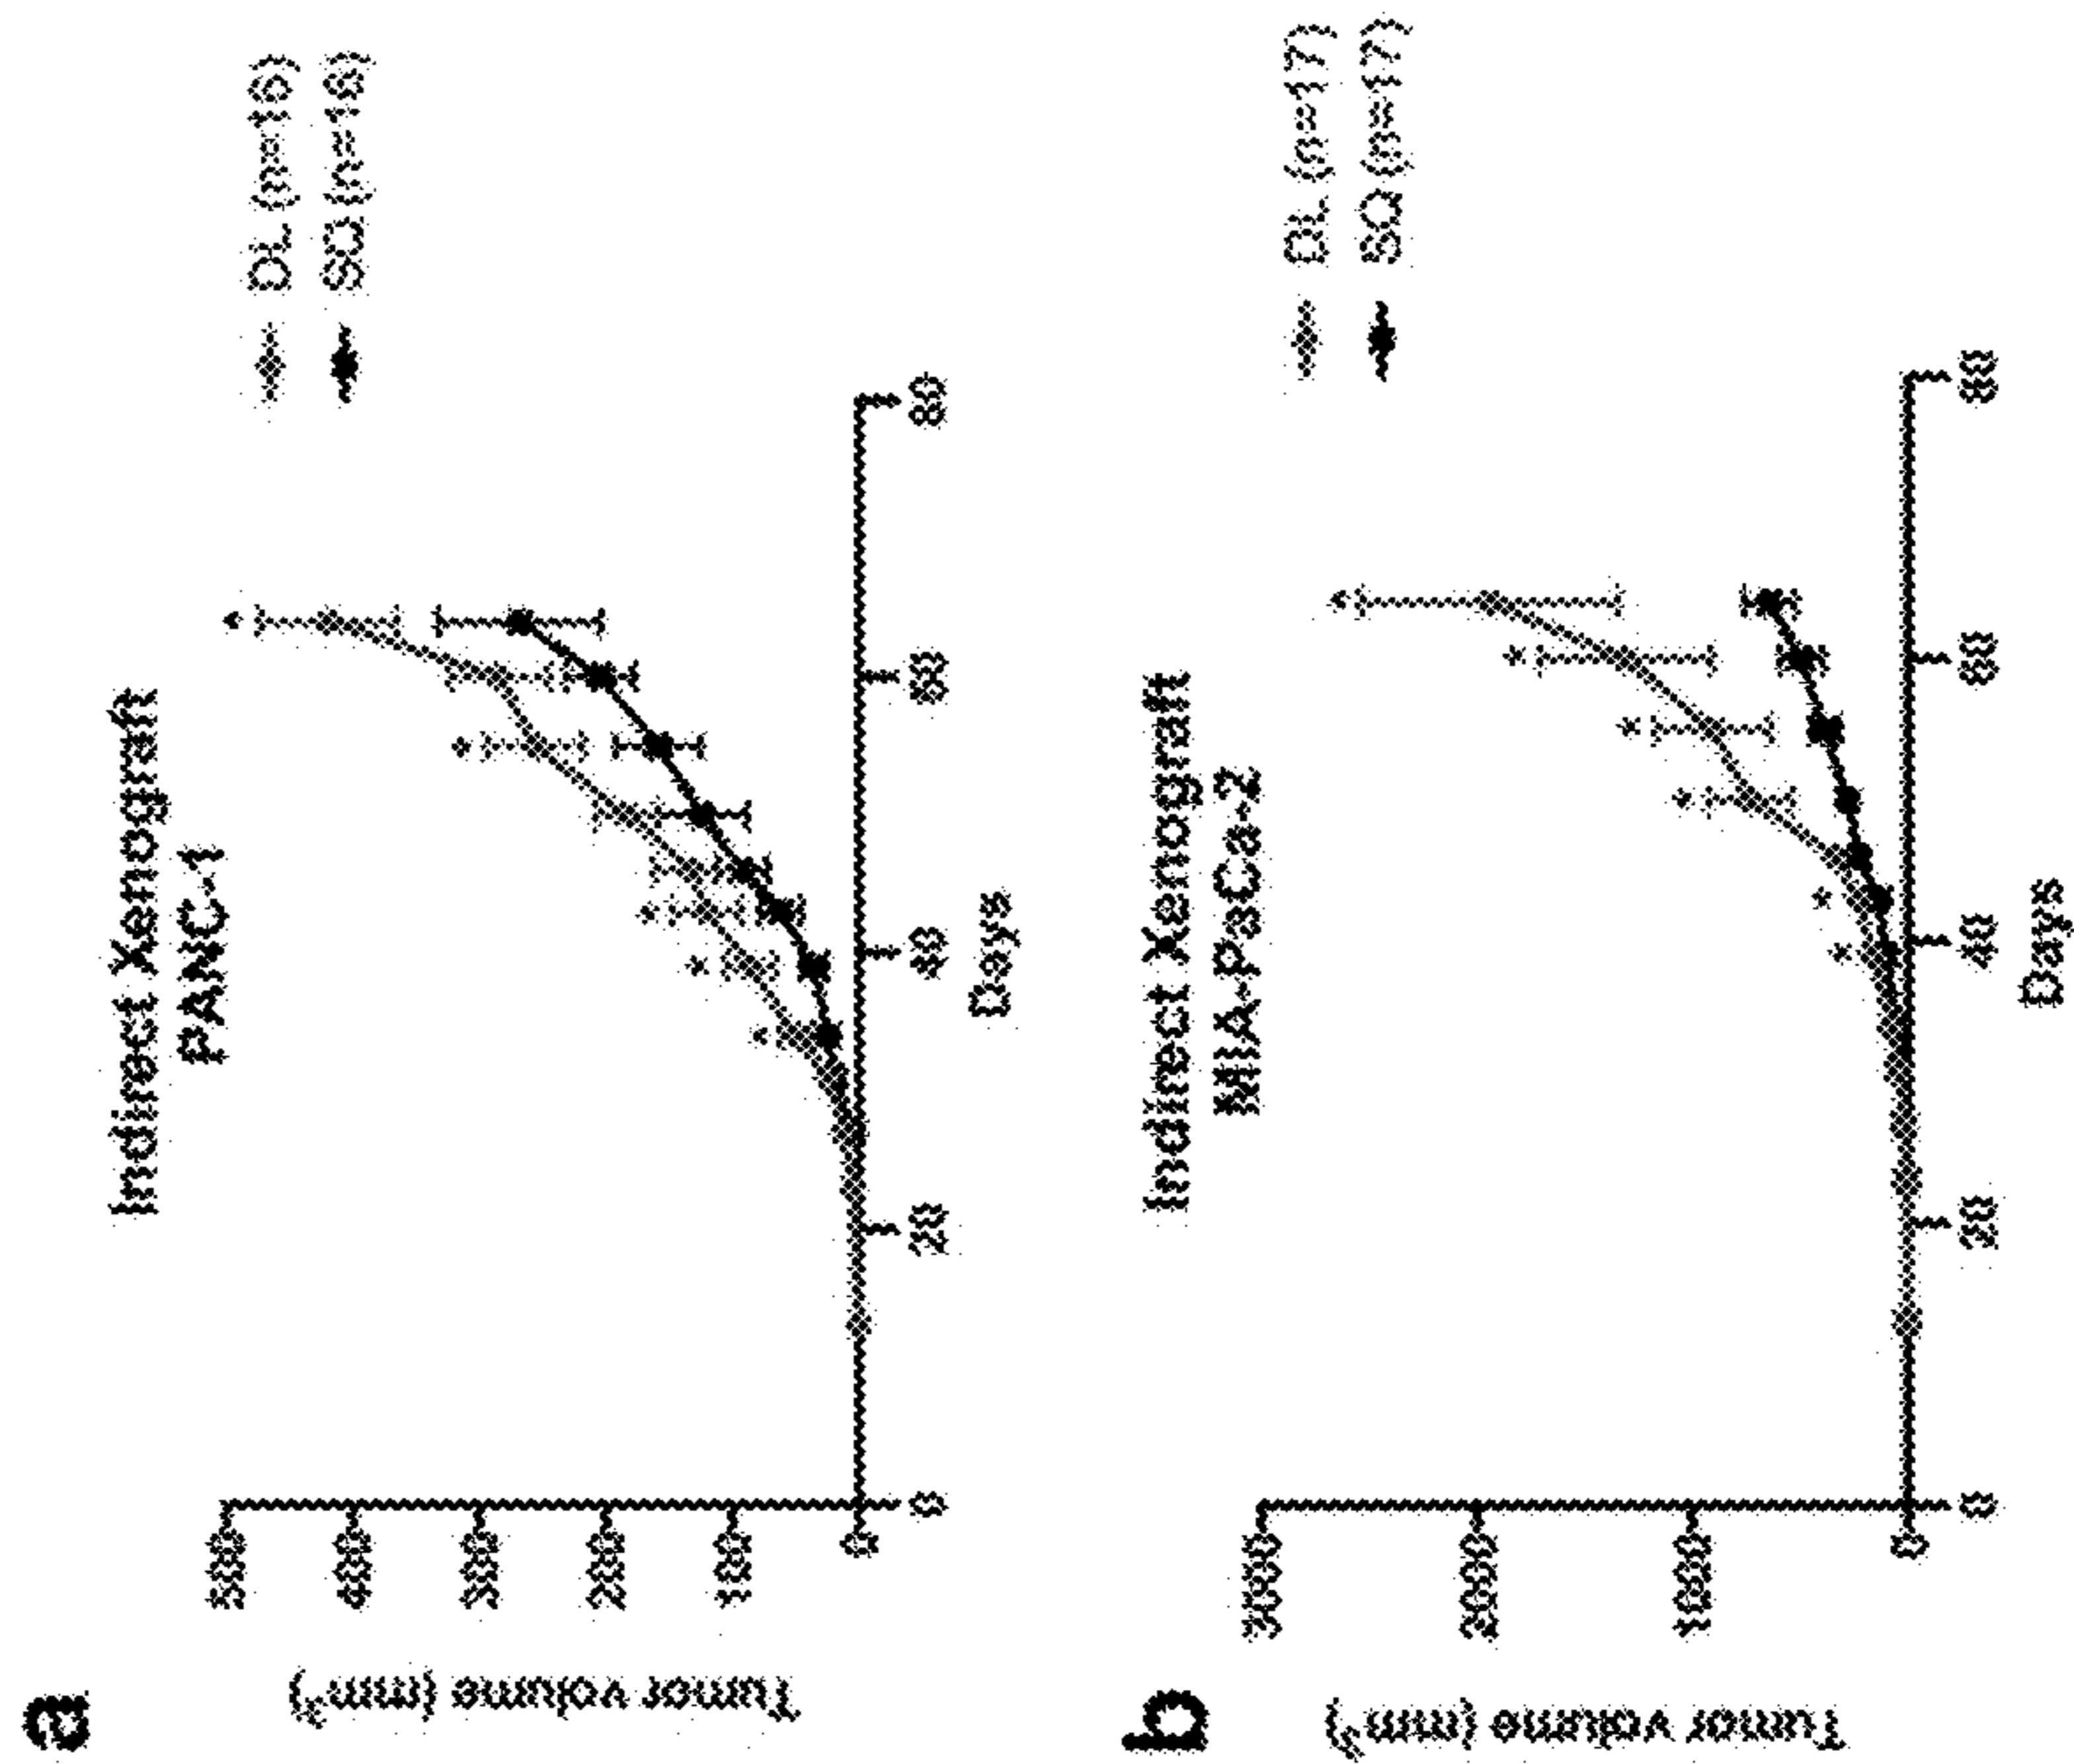 a
Indirect Xenograft
PANC-1
DL (n=16)
SQ (n=18)
Tumor volume (mm³)
5000
4000
3000
2000
1000
0
0 20 40 60 80
Days
*
*
*
*
*
b
Indirect Xenograft
MIA PaCa-2
DL (n=17)
SQ (n=17)
Tumor volume (mm³)
3000
2000
1000
0
0 20 40 60 80
Days
*
*
*
*
*
*